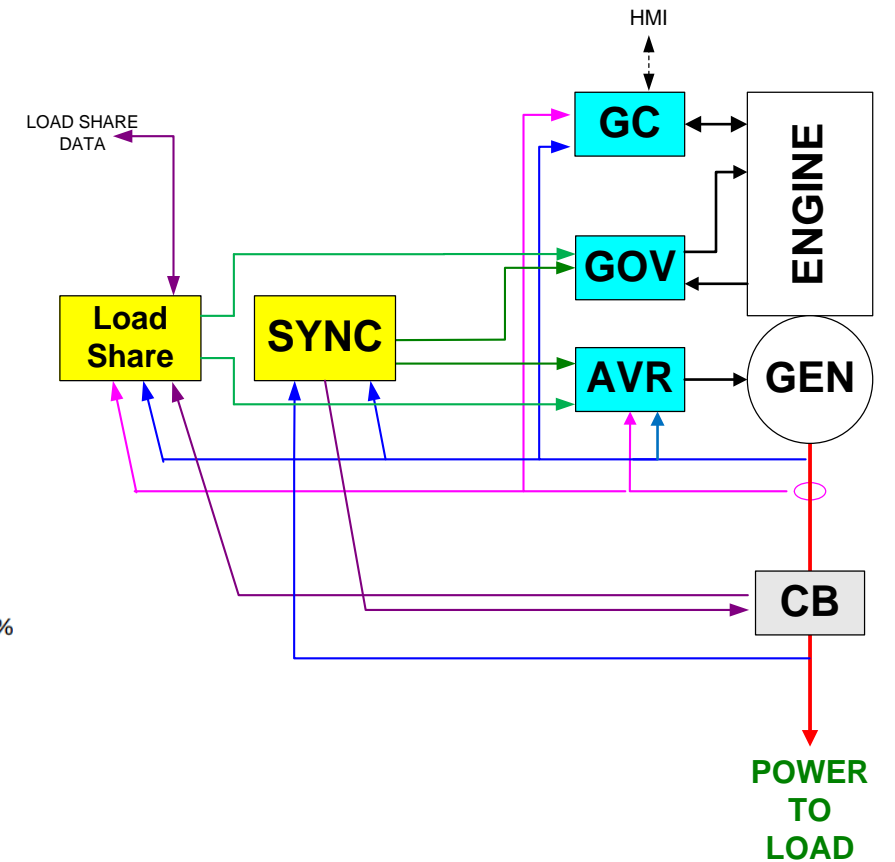 HMI
GC
ENGINE
LOAD SHARE
DATA
GOV
Load
Share
SYNC
AVR
GEN
CB
%
POWER
TO
LOAD